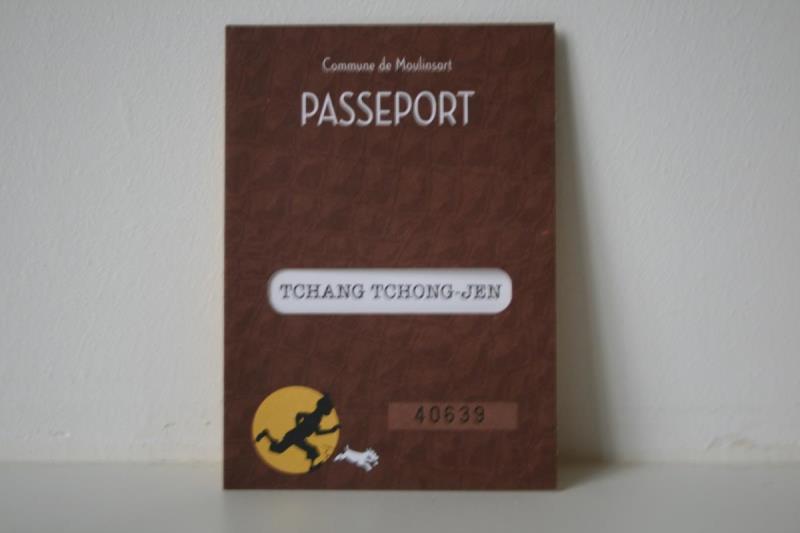 Commune de Moulinsart
PASSEPORT
TCHANG TCHONG-JEN
40639